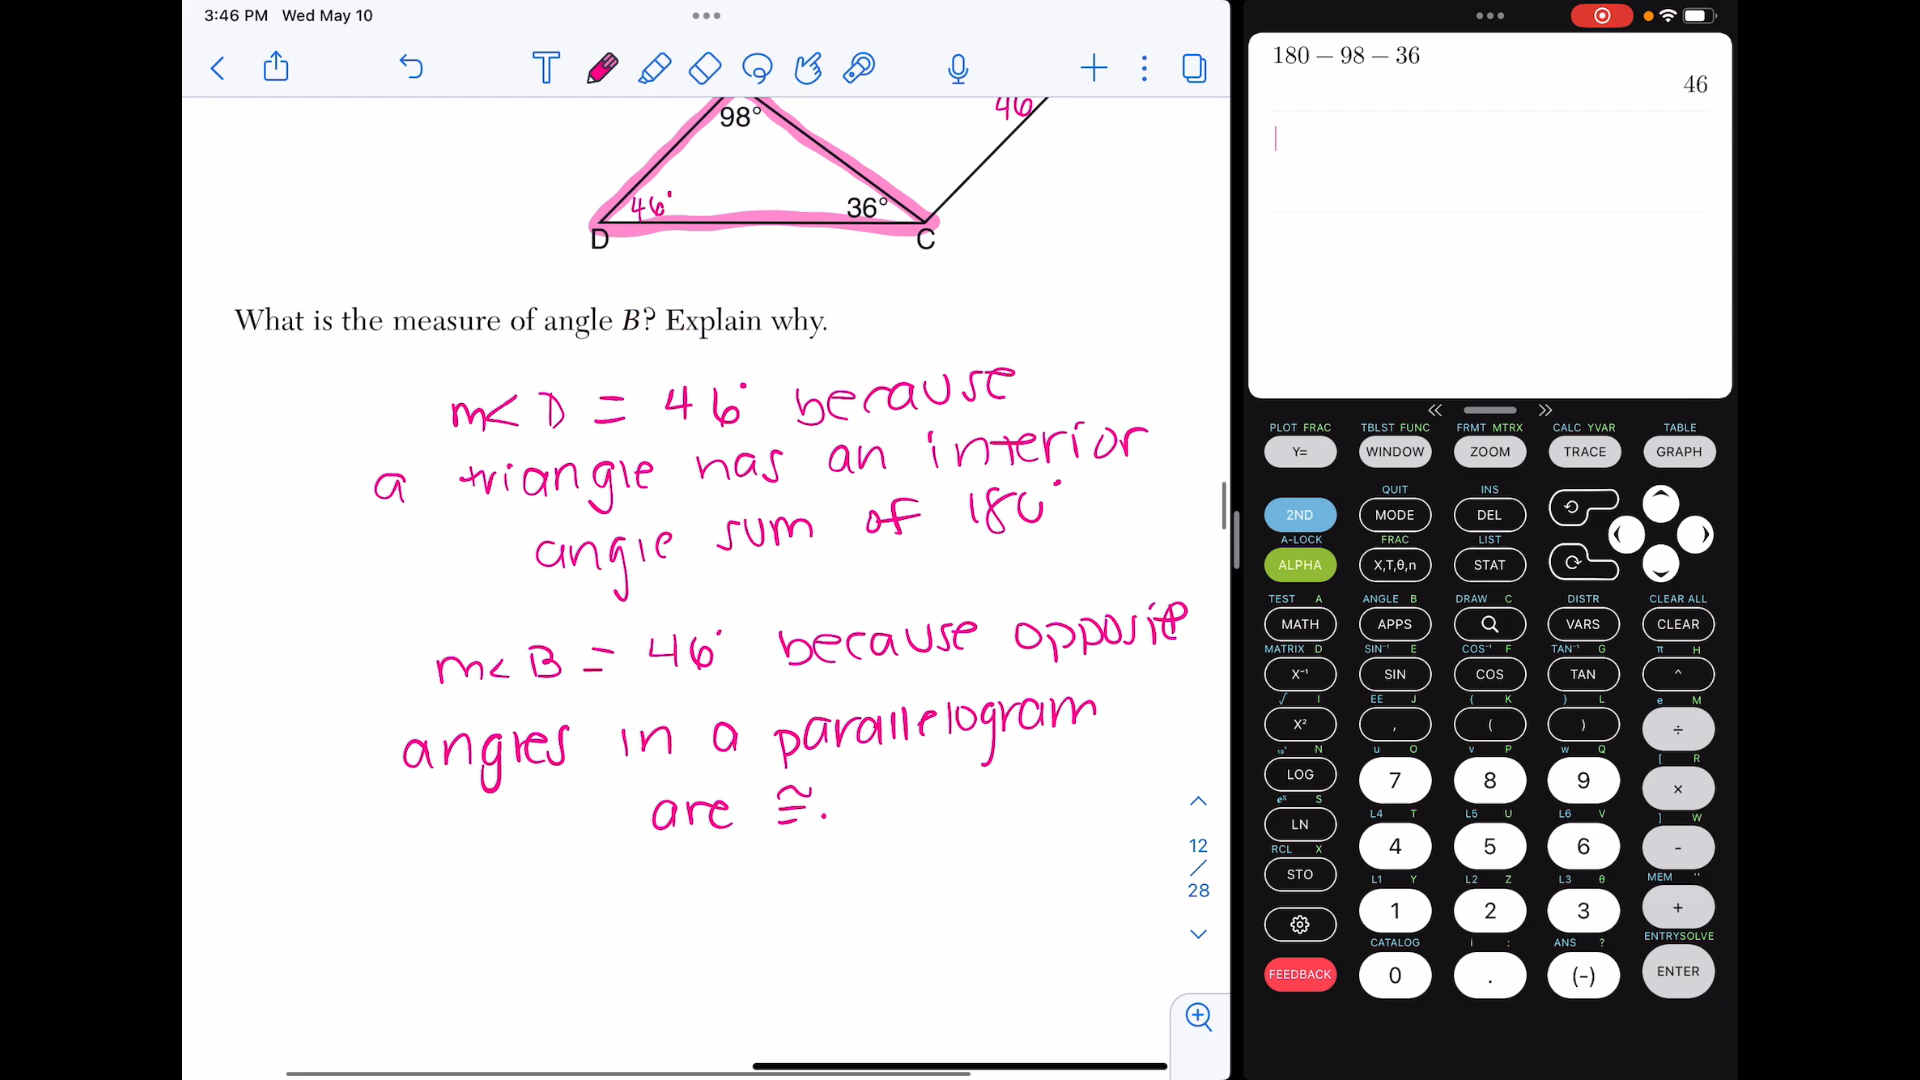 3:46 PM Wed May 10
180 – 98 – 36
46
98°
46
46°
36°
D
C
What is the measure of angle B? Explain why.
m< D = 46° because
a triangle has an interior
angle sum of 180°
m< B = 46° because opposite
angles in a parallelogram
are ≅.
12
/
28
PLOT FRAC TBLST FUNC FRMT MTRX CALC YVAR TABLE
Y= WINDOW ZOOM TRACE GRAPH
QUIT INS
2ND MODE DEL
A-LOCK FRAC LIST
ALPHA X,T,θ,n STAT
TEST A ANGLE B DRAW C DISTR CLEAR ALL
MATH APPS VARS CLEAR
MATRIX D SIN⁻¹ E COS⁻¹ F TAN⁻¹ G π H
X⁻¹ SIN COS TAN ^
√ I EE J { K } L e M
X² , ( ) ÷
10ˣ N u O v P w Q [ R
LOG 7 8 9 ×
eˣ S L4 T L5 U L6 V ] W
LN 4 5 6 -
RCL X L1 Y L2 Z L3 θ MEM "
STO 1 2 3 +
CATALOG i : ANS ? ENTRY SOLVE
FEEDBACK 0 . (-) ENTER